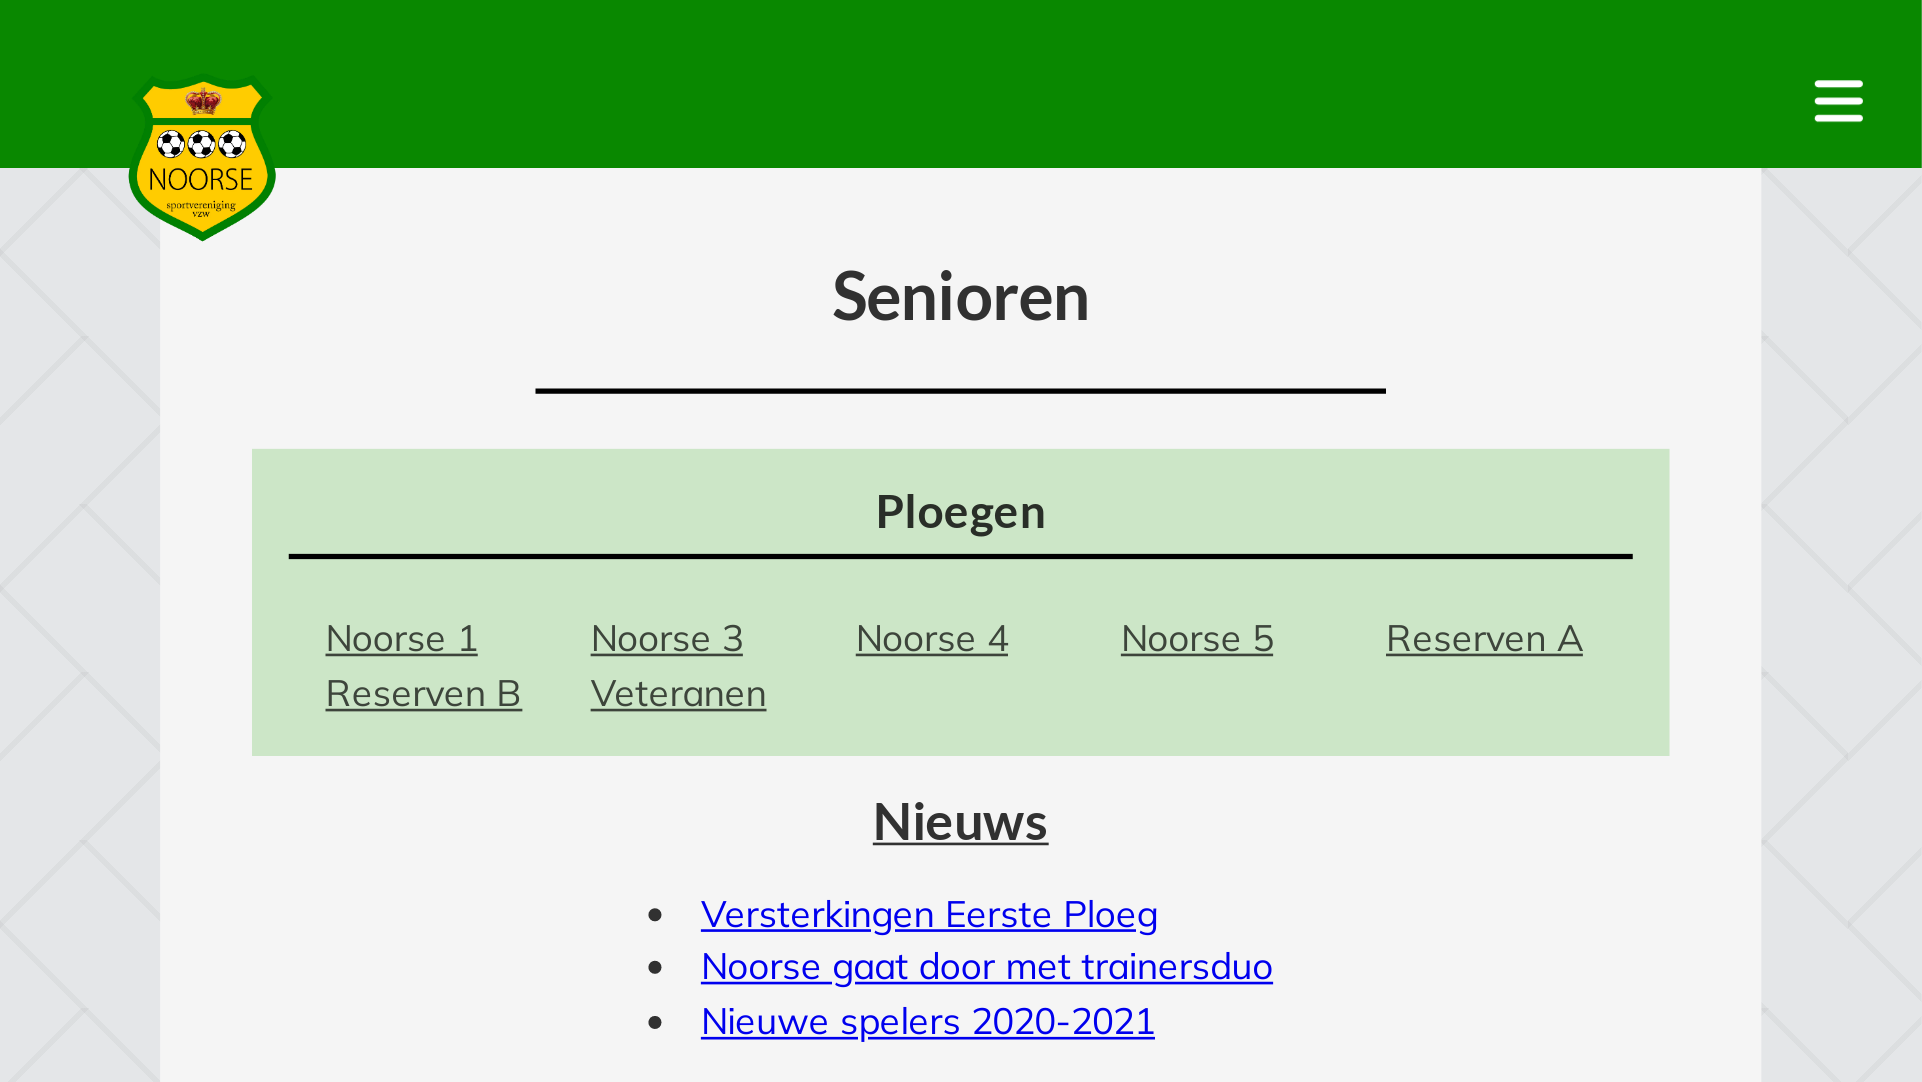 NOORSE
sportvereniging
vzw
Senioren
Ploegen
Noorse 1 Noorse 3 Noorse 4 Noorse 5 Reserven A
Reserven B Veteranen
Nieuws
Versterkingen Eerste Ploeg
Noorse gaat door met trainersduo
Nieuwe spelers 2020-2021